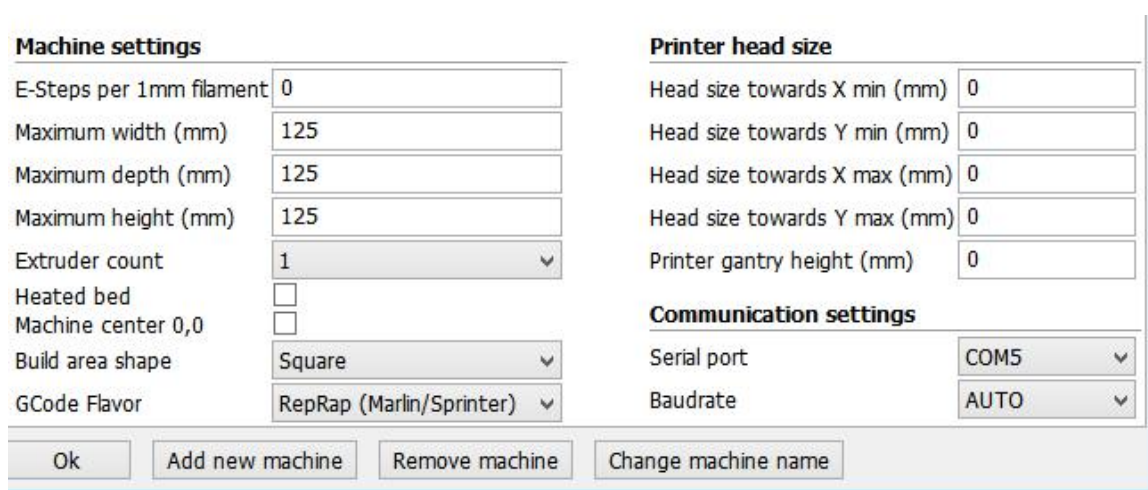 Machine settings
E-Steps per 1mm filament 0
Maximum width (mm) 125
Maximum depth (mm) 125
Maximum height (mm) 125
Extruder count 1
Heated bed
Machine center 0,0
Build area shape Square
GCode Flavor RepRap (Marlin/Sprinter)
Printer head size
Head size towards X min (mm) 0
Head size towards Y min (mm) 0
Head size towards X max (mm) 0
Head size towards Y max (mm) 0
Printer gantry height (mm) 0
Communication settings
Serial port COM5
Baudrate AUTO
Ok Add new machine Remove machine Change machine name